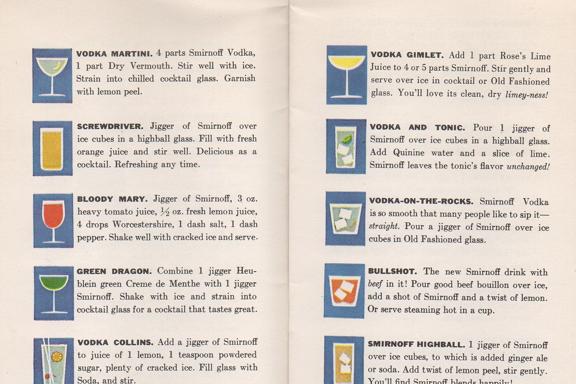 VODKA MARTINI. 4 parts Smirnoff Vodka,
1 part Dry Vermouth. Stir well with ice.
Strain into chilled cocktail glass. Garnish
with lemon peel.
SCREWDRIVER. Jigger of Smirnoff over
ice cubes in a highball glass. Fill with fresh
orange juice and stir well. Delicious as a
cocktail. Refreshing any time.
BLOODY MARY. Jigger of Smirnoff, 3 oz.
heavy tomato juice, ½ oz. fresh lemon juice,
4 drops Worcestershire, 1 dash salt, 1 dash
pepper. Shake well with cracked ice and serve.
GREEN DRAGON. Combine 1 jigger Heu-
blein green Creme de Menthe with 1 jigger
Smirnoff. Shake with ice and strain into
cocktail glass for a cocktail that tastes great.
VODKA COLLINS. Add a jigger of Smirnoff
to juice of 1 lemon, 1 teaspoon powdered
sugar, plenty of cracked ice. Fill glass with
Soda, and stir.
VODKA GIMLET. Add 1 part Rose's Lime
Juice to 4 or 5 parts Smirnoff. Stir gently and
serve over ice in cocktail or Old Fashioned
glass. You'll love its clean, dry limey-ness!
VODKA AND TONIC. Pour 1 jigger of
Smirnoff over ice cubes in a highball glass.
Add Quinine water and a slice of lime.
Smirnoff leaves the tonic's flavor unchanged!
VODKA-ON-THE-ROCKS. Smirnoff Vodka
is so smooth that many people like to sip it—
straight. Pour a jigger of Smirnoff over ice
cubes in Old Fashioned glass.
BULLSHOT. The new Smirnoff drink with
beef in it! Pour good beef bouillon over ice,
add a shot of Smirnoff and a twist of lemon.
Or serve steaming hot in a cup.
SMIRNOFF HIGHBALL. 1 jigger of Smirnoff
over ice cubes, to which is added ginger ale
or soda. Add twist of lemon peel, stir gently.
You'll find Smirnoff blends happily!